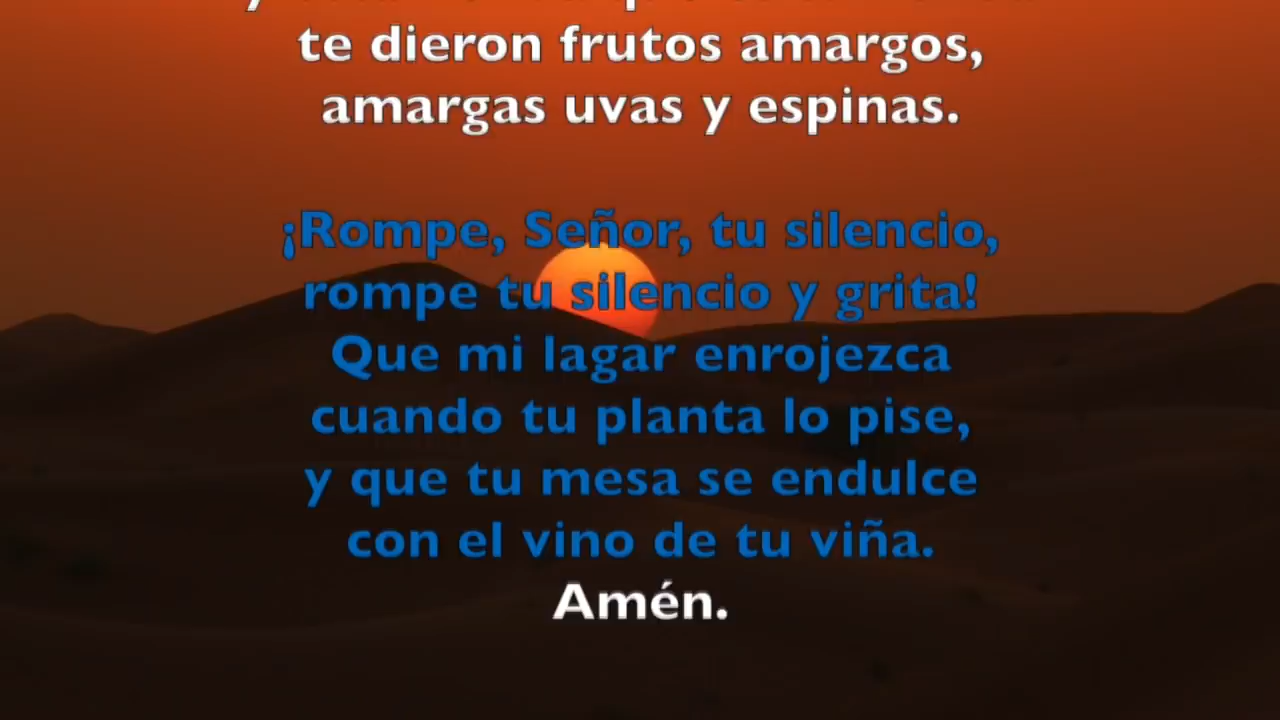 te dieron frutos amargos,
amargas uvas y espinas.
¡Rompe, Señor, tu silencio,
rompe tu silencio y grita!
Que mi lagar enrojezca
cuando tu planta lo pise,
y que tu mesa se endulce
con el vino de tu viña.
Amén.